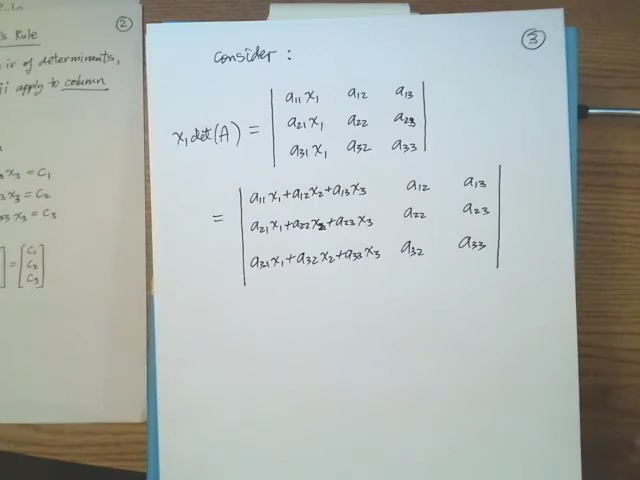 ②
's Rule
iv of determinants,
ii apply to column
x₃ = C₁
x₃ = C₂
33 x₃ = C₃
] = [C₁
C₂
C₃]
③
consider :
x₁ det(A) = | a₁₁x₁ a₁₂ a₁₃ |
| a₂₁x₁ a₂₂ a₂₃ |
| a₃₁x₁ a₃₂ a₃₃ |
= | a₁₁x₁+a₁₂x₂+a₁₃x₃ a₁₂ a₁₃ |
| a₂₁x₁+a₂₂x₂+a₂₃x₃ a₂₂ a₂₃ |
| a₃₁x₁+a₃₂x₂+a₃₃x₃ a₃₂ a₃₃ |